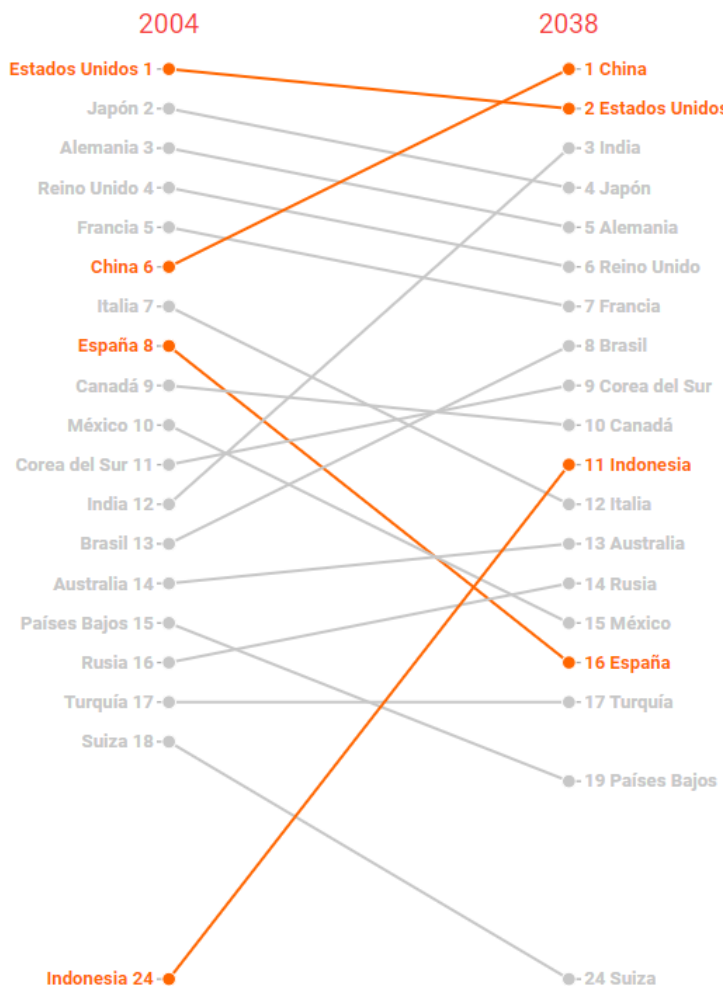 2004 2038
Estados Unidos 1 1 China
Japón 2 2 Estados Unidos
Alemania 3 3 India
Reino Unido 4 4 Japón
Francia 5 5 Alemania
China 6 6 Reino Unido
Italia 7 7 Francia
España 8 8 Brasil
Canadá 9 9 Corea del Sur
México 10 10 Canadá
Corea del Sur 11 11 Indonesia
India 12 12 Italia
Brasil 13 13 Australia
Australia 14 14 Rusia
Países Bajos 15 15 México
Rusia 16 16 España
Turquía 17 17 Turquía
Suiza 18
19 Países Bajos
Indonesia 24 24 Suiza